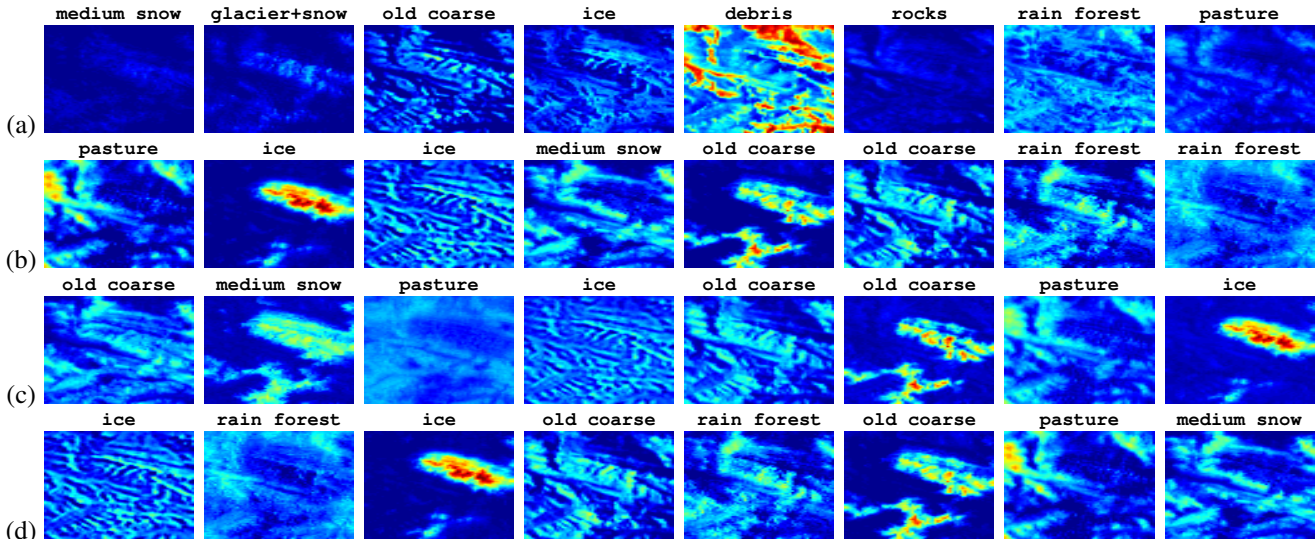 medium snow glacier+snow old coarse ice debris rocks rain forest pasture
(a)
pasture ice ice medium snow old coarse old coarse rain forest rain forest
(b)
old coarse medium snow pasture ice old coarse old coarse pasture ice
(c)
ice rain forest ice old coarse rain forest old coarse pasture medium snow
(d)